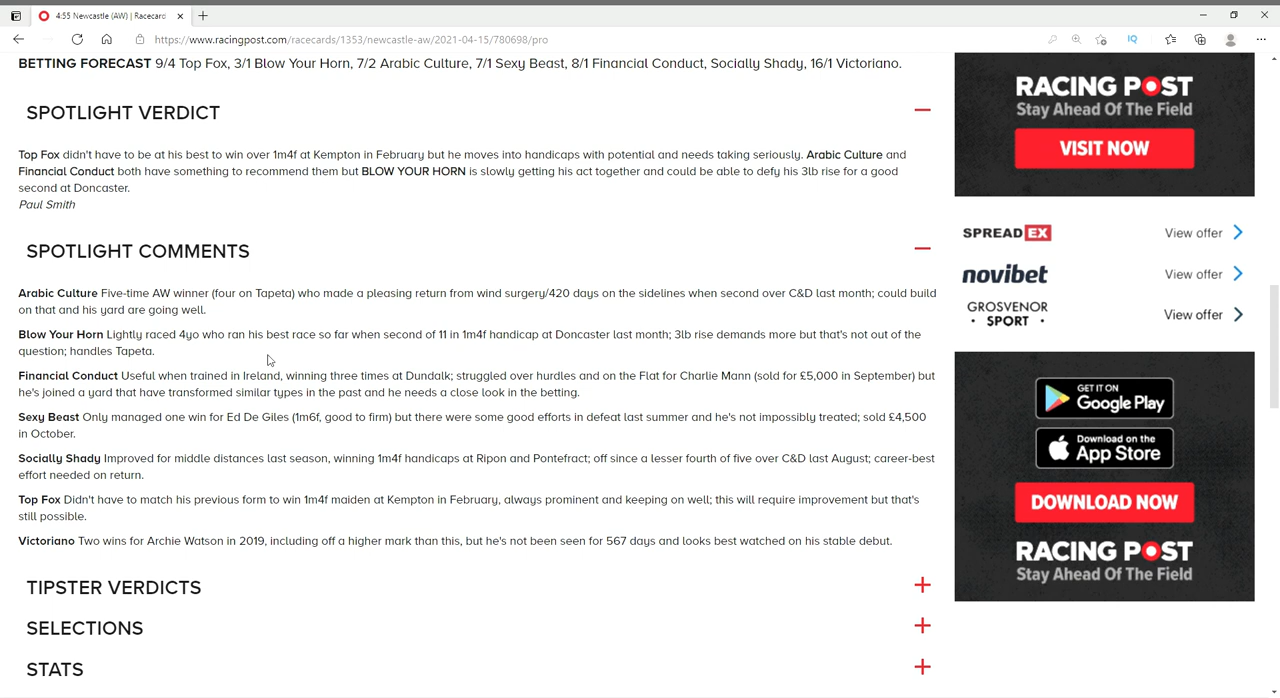 4:55 Newcastle (AW) | Racecard
https://www.racingpost.com/racecards/1353/newcastle-aw/2021-04-15/780698/pro
IQ
BETTING FORECAST 9/4 Top Fox, 3/1 Blow Your Horn, 7/2 Arabic Culture, 7/1 Sexy Beast, 8/1 Financial Conduct, Socially Shady, 16/1 Victoriano.
SPOTLIGHT VERDICT
Top Fox didn't have to be at his best to win over 1m4f at Kempton in February but he moves into handicaps with potential and needs taking seriously. Arabic Culture and
Financial Conduct both have something to recommend them but BLOW YOUR HORN is slowly getting his act together and could be able to defy his 3lb rise for a good
second at Doncaster.
Paul Smith
SPOTLIGHT COMMENTS
Arabic Culture Five-time AW winner (four on Tapeta) who made a pleasing return from wind surgery/420 days on the sidelines when second over C&D last month; could build
on that and his yard are going well.
Blow Your Horn Lightly raced 4yo who ran his best race so far when second of 11 in 1m4f handicap at Doncaster last month; 3lb rise demands more but that's not out of the
question; handles Tapeta.
Financial Conduct Useful when trained in Ireland, winning three times at Dundalk; struggled over hurdles and on the Flat for Charlie Mann (sold for £5,000 in September) but
he's joined a yard that have transformed similar types in the past and he needs a close look in the betting.
Sexy Beast Only managed one win for Ed De Giles (1m6f, good to firm) but there were some good efforts in defeat last summer and he's not impossibly treated; sold £4,500
in October.
Socially Shady Improved for middle distances last season, winning 1m4f handicaps at Ripon and Pontefract; off since a lesser fourth of five over C&D last August; career-best
effort needed on return.
Top Fox Didn't have to match his previous form to win 1m4f maiden at Kempton in February, always prominent and keeping on well; this will require improvement but that's
still possible.
Victoriano Two wins for Archie Watson in 2019, including off a higher mark than this, but he's not been seen for 567 days and looks best watched on his stable debut.
TIPSTER VERDICTS
SELECTIONS
STATS
RACING POST
Stay Ahead Of The Field
VISIT NOW
SPREADEX View offer
novibet View offer
GROSVENOR
SPORT View offer
GET IT ON
Google Play
Download on the
App Store
DOWNLOAD NOW
RACING POST
Stay Ahead Of The Field